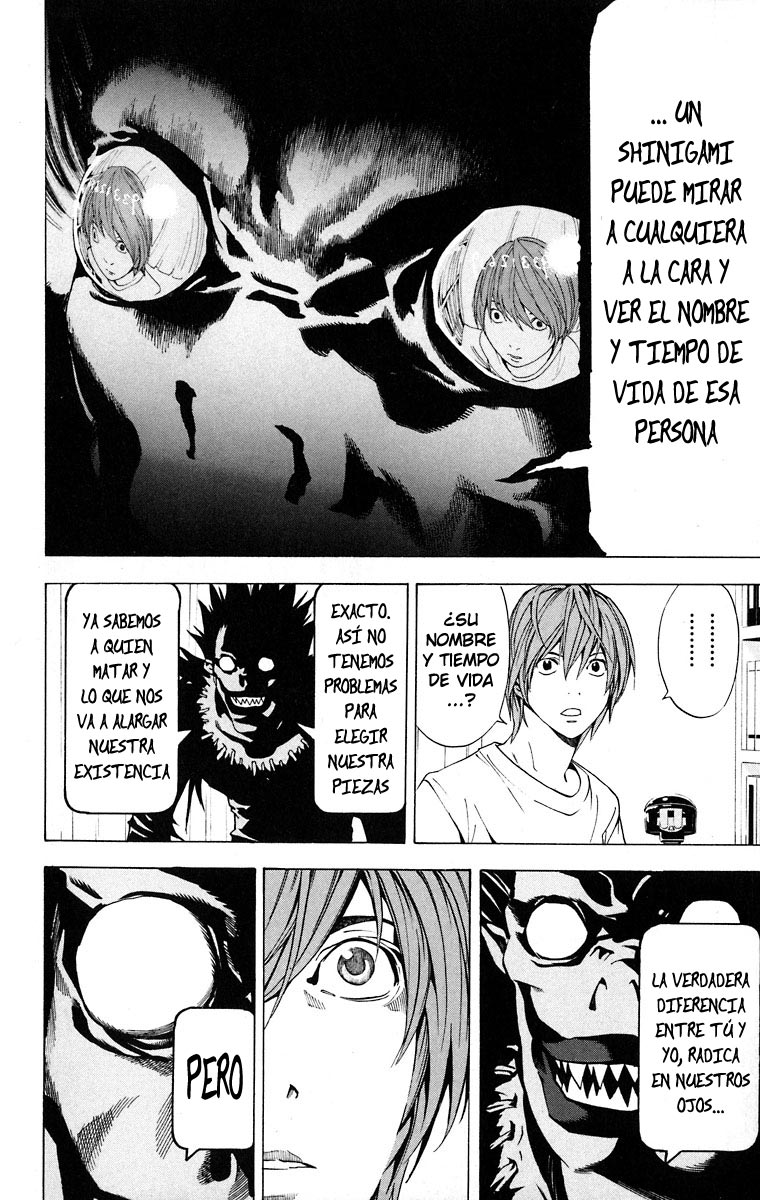 ... UN
SHINIGAMI
PUEDE MIRAR
A CUALQUIERA
A LA CARA Y
VER EL NOMBRE
Y TIEMPO DE
VIDA DE ESA
PERSONA
.......
.......
¿SU
NOMBRE
Y TIEMPO
DE VIDA
...?
EXACTO.
ASÍ NO
TENEMOS
PROBLEMAS
PARA
ELEGIR
NUESTRA
PIEZAS
YA SABEMOS
A QUIEN
MATAR Y
LO QUE NOS
VA A ALARGAR
NUESTRA
EXISTENCIA
LA VERDADERA
DIFERENCIA
ENTRE TÚ Y
YO, RADICA
EN NUESTROS
OJOS...
PERO